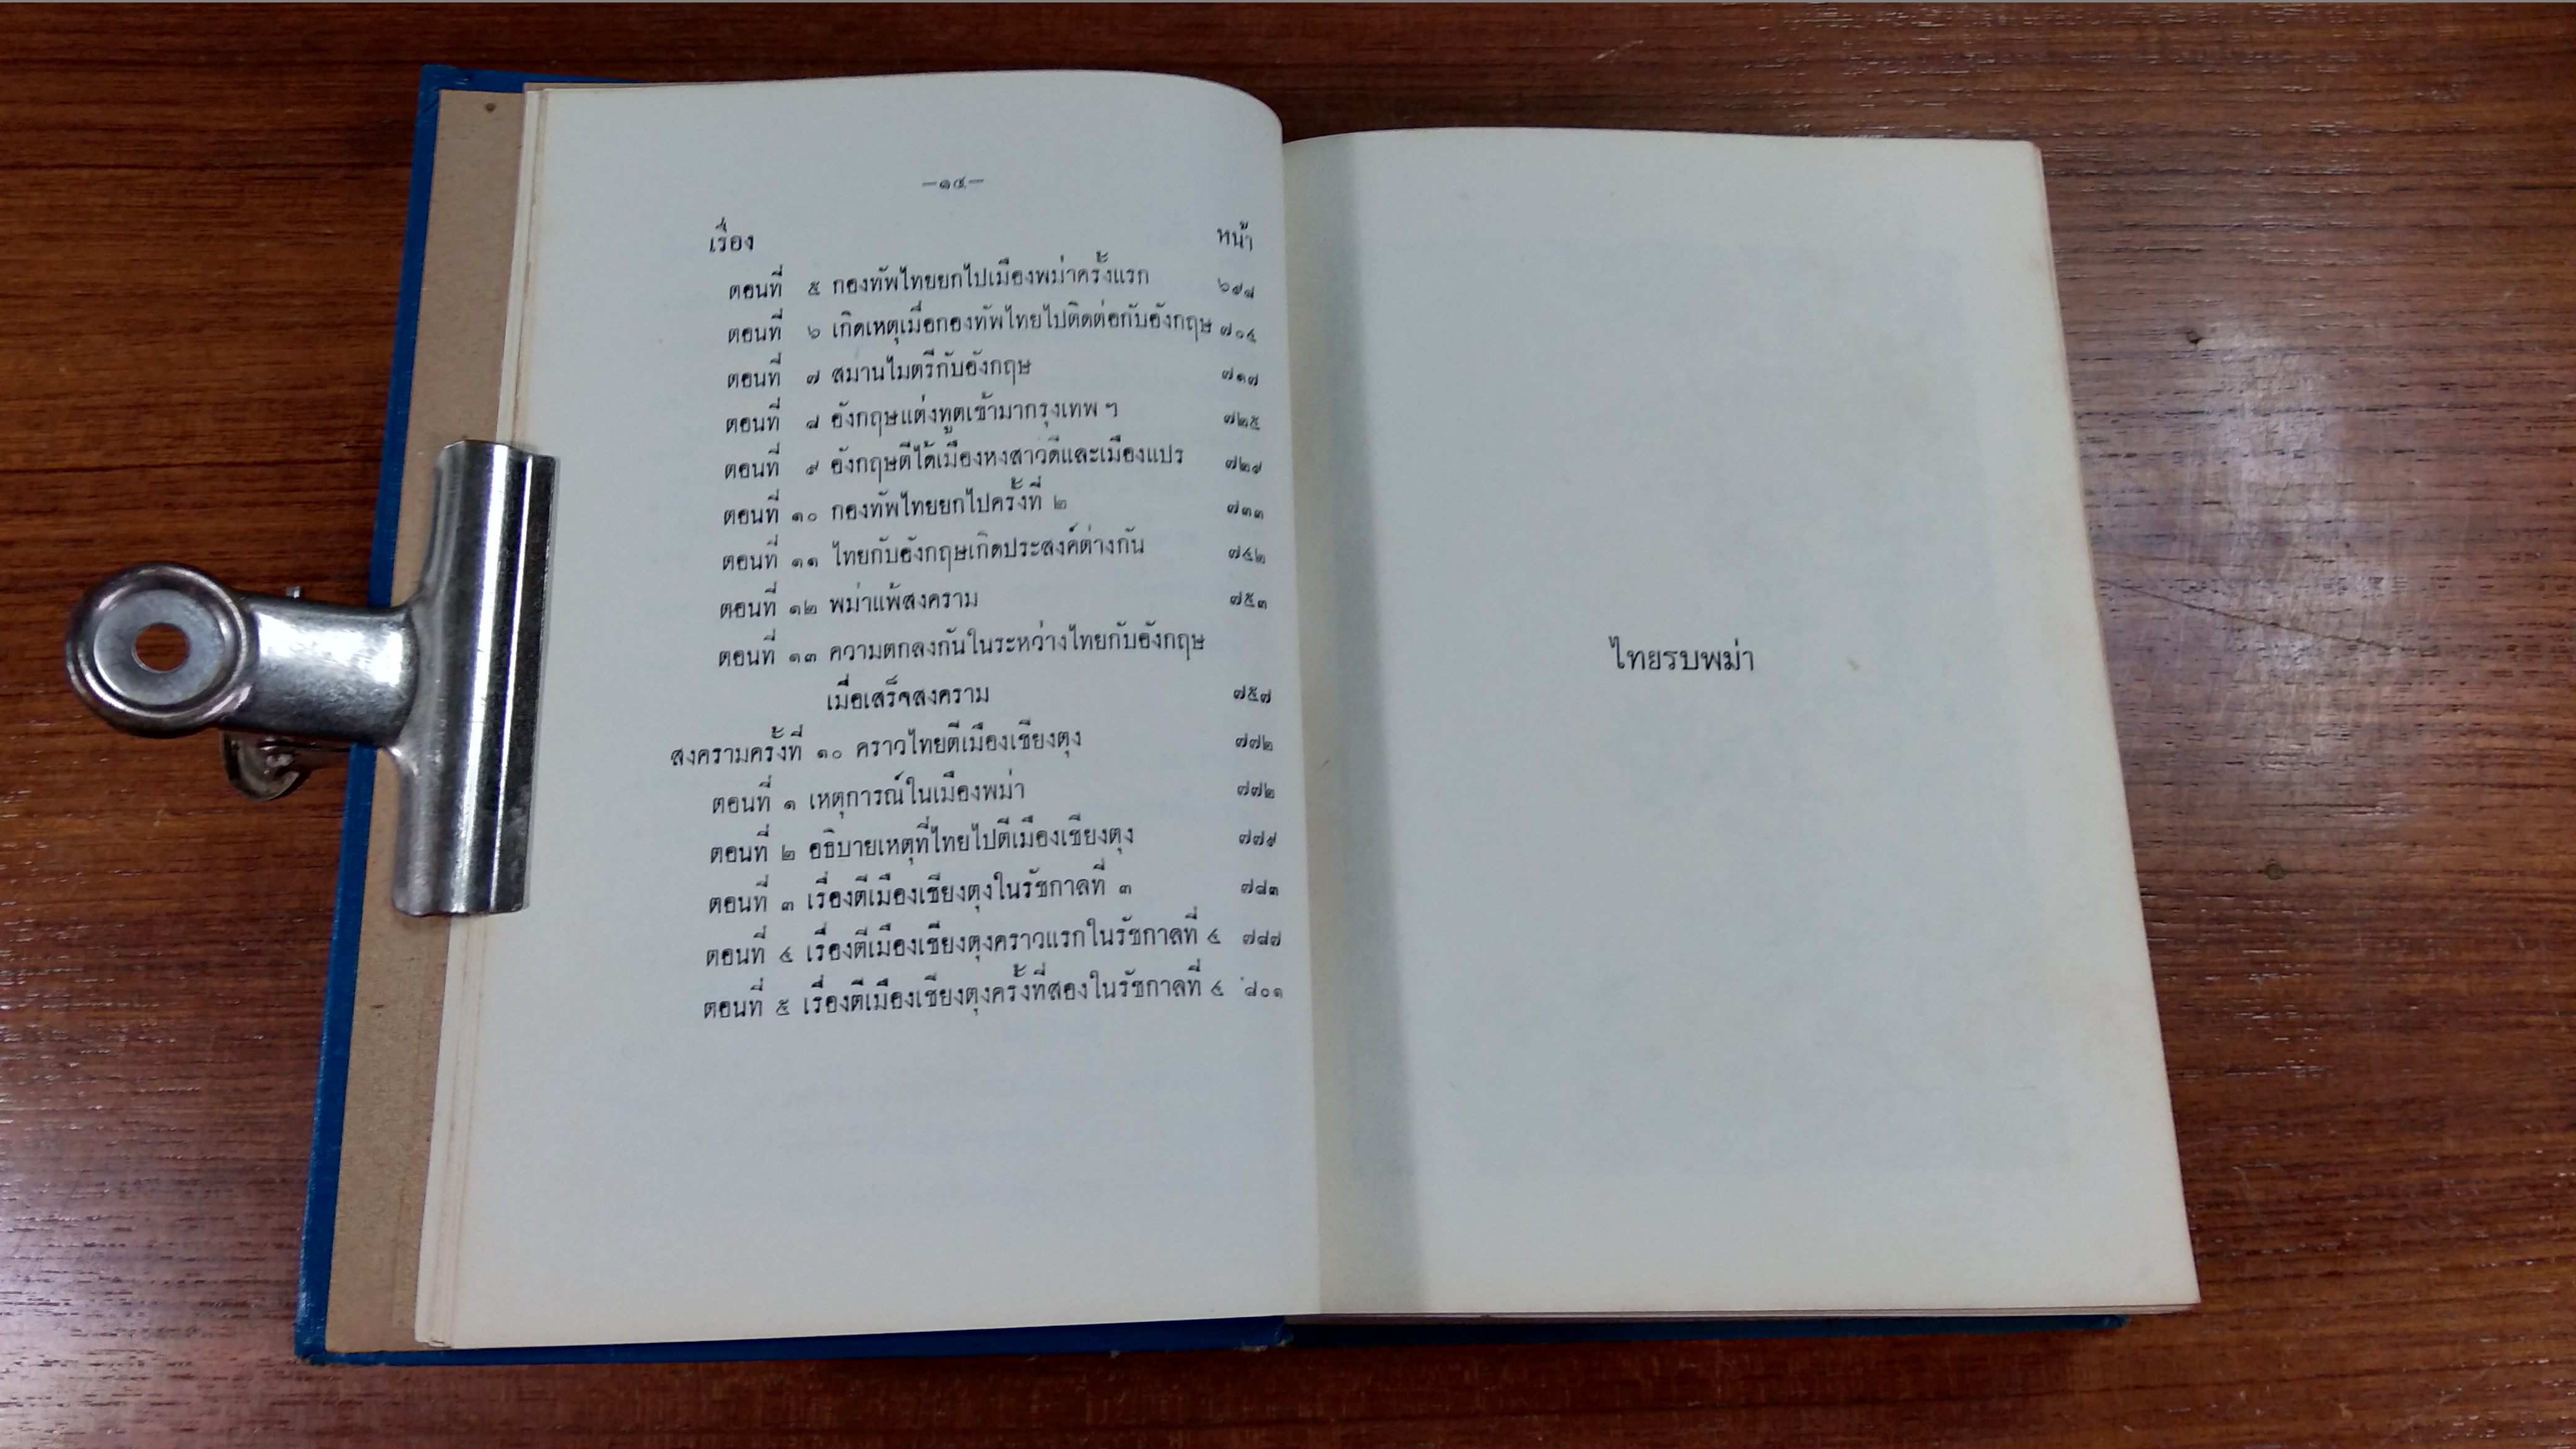 —๑๔—
เรื่อง หน้า
ตอนที่ ๕ กองทัพไทยยกไปเมืองพม่าครั้งแรก ๖๙๘
ตอนที่ ๖ เกิดเหตุเมื่อกองทัพไทยไปติดต่อกับอังกฤษ ๗๐๔
ตอนที่ ๗ สมานไมตรีกับอังกฤษ ๗๑๗
ตอนที่ ๘ อังกฤษแต่งทูตเข้ามากรุงเทพ ฯ ๗๒๕
ตอนที่ ๙ อังกฤษตีได้เมืองหงสาวดีและเมืองแปร ๗๒๙
ตอนที่ ๑๐ กองทัพไทยยกไปครั้งที่ ๒ ๗๓๓
ตอนที่ ๑๑ ไทยกับอังกฤษเกิดประสงค์ต่างกัน ๗๔๒
ตอนที่ ๑๒ พม่าแพ้สงคราม ๗๕๓
ตอนที่ ๑๓ ความตกลงกันในระหว่างไทยกับอังกฤษ
เมื่อเสร็จสงคราม ๗๕๗
สงครามครั้งที่ ๑๐ คราวไทยตีเมืองเชียงตุง ๗๗๒
ตอนที่ ๑ เหตุการณ์ในเมืองพม่า ๗๗๒
ตอนที่ ๒ อธิบายเหตุที่ไทยไปตีเมืองเชียงตุง ๗๗๙
ตอนที่ ๓ เรื่องตีเมืองเชียงตุงในรัชกาลที่ ๓ ๗๘๓
ตอนที่ ๔ เรื่องตีเมืองเชียงตุงคราวแรกในรัชกาลที่ ๔ ๗๘๗
ตอนที่ ๕ เรื่องตีเมืองเชียงตุงครั้งที่สองในรัชกาลที่ ๔ ๘๐๑
ไทยรบพม่า